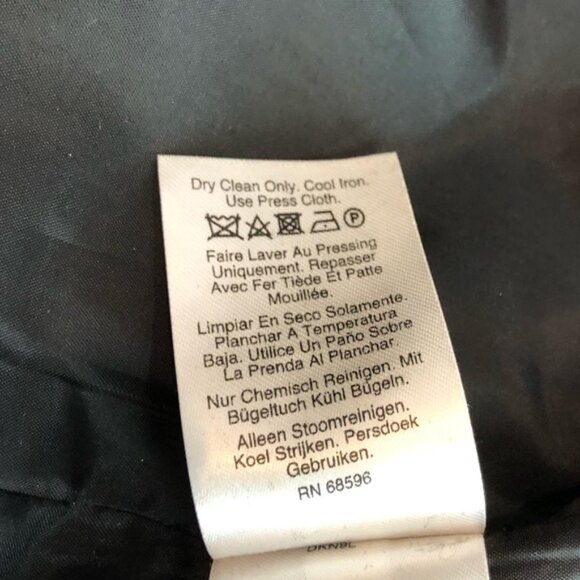 Dry Clean Only. Cool Iron.
Use Press Cloth.
P
Faire Laver Au Pressing
Uniquement. Repasser
Avec Fer Tiède Et Patte
Mouillée.
Limpiar En Seco Solamente.
Planchar A Temperatura
Baja. Utilice Un Paño Sobre
La Prenda Al Planchar.
Nur Chemisch Reinigen. Mit
Bügeltuch Kühl Bügeln.
Alleen Stoomreinigen.
Koel Strijken. Persdoek
Gebruiken.
RN 68596